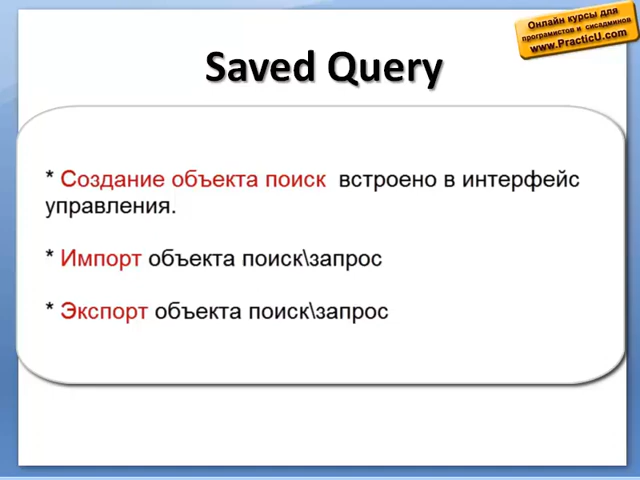 Онлайн курсы для
програмистов и сисадминов
www.PracticU.com
Saved Query
* Создание объекта поиск встроено в интерфейс
управления.
* Импорт объекта поиск\запрос
* Экспорт объекта поиск\запрос